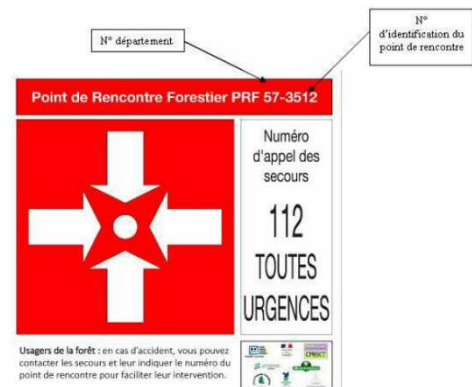 N° département
N°
d'identification du
point de rencontre
Point de Rencontre Forestier PRF 57-3512
Numéro
d'appel des
secours
112
TOUTES
URGENCES
Usagers de la forêt : en cas d'accident, vous pouvez
contacter les secours et leur indiquer le numéro du
point de rencontre pour faciliter leur intervention.